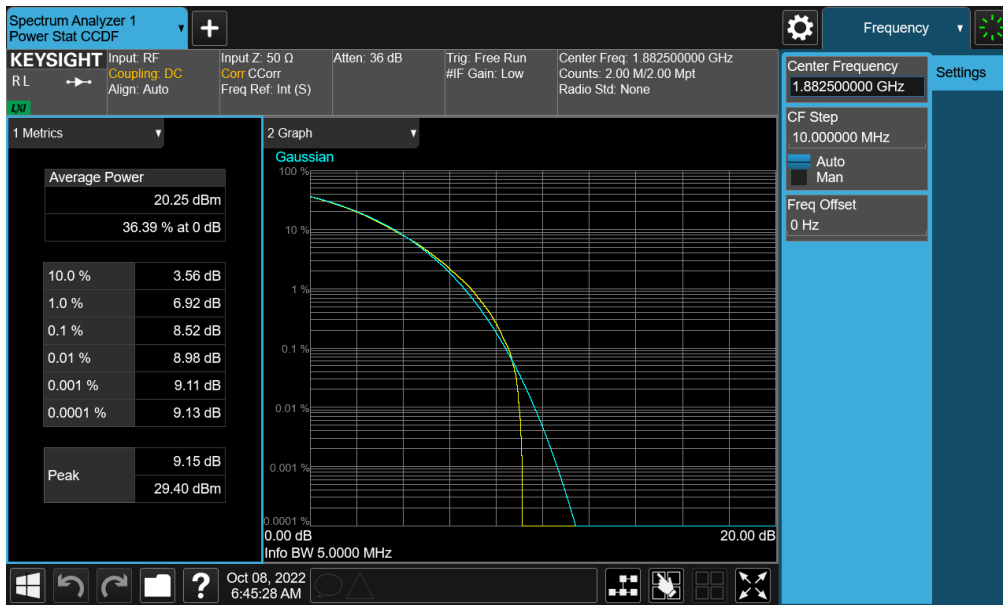 Spectrum Analyzer 1
Power Stat CCDF
Frequency
KEYSIGHT
R L
LXI
Input: RF
Coupling: DC
Align: Auto
Input Z: 50 Ω
Corr CCorr
Freq Ref: Int (S)
Atten: 36 dB
Trig: Free Run
#IF Gain: Low
Center Freq: 1.882500000 GHz
Counts: 2.00 M/2.00 Mpt
Radio Std: None
Center Frequency
1.882500000 GHz
Settings
CF Step
10.000000 MHz
Auto
Man
Freq Offset
0 Hz
1 Metrics
Average Power
20.25 dBm
36.39 % at 0 dB
10.0 % 3.56 dB
1.0 % 6.92 dB
0.1 % 8.52 dB
0.01 % 8.98 dB
0.001 % 9.11 dB
0.0001 % 9.13 dB
Peak
9.15 dB
29.40 dBm
2 Graph
Gaussian
100 %
10 %
1 %
0.1 %
0.01 %
0.001 %
0.0001 %
0.00 dB
20.00 dB
Info BW 5.0000 MHz
?
Oct 08, 2022
6:45:28 AM